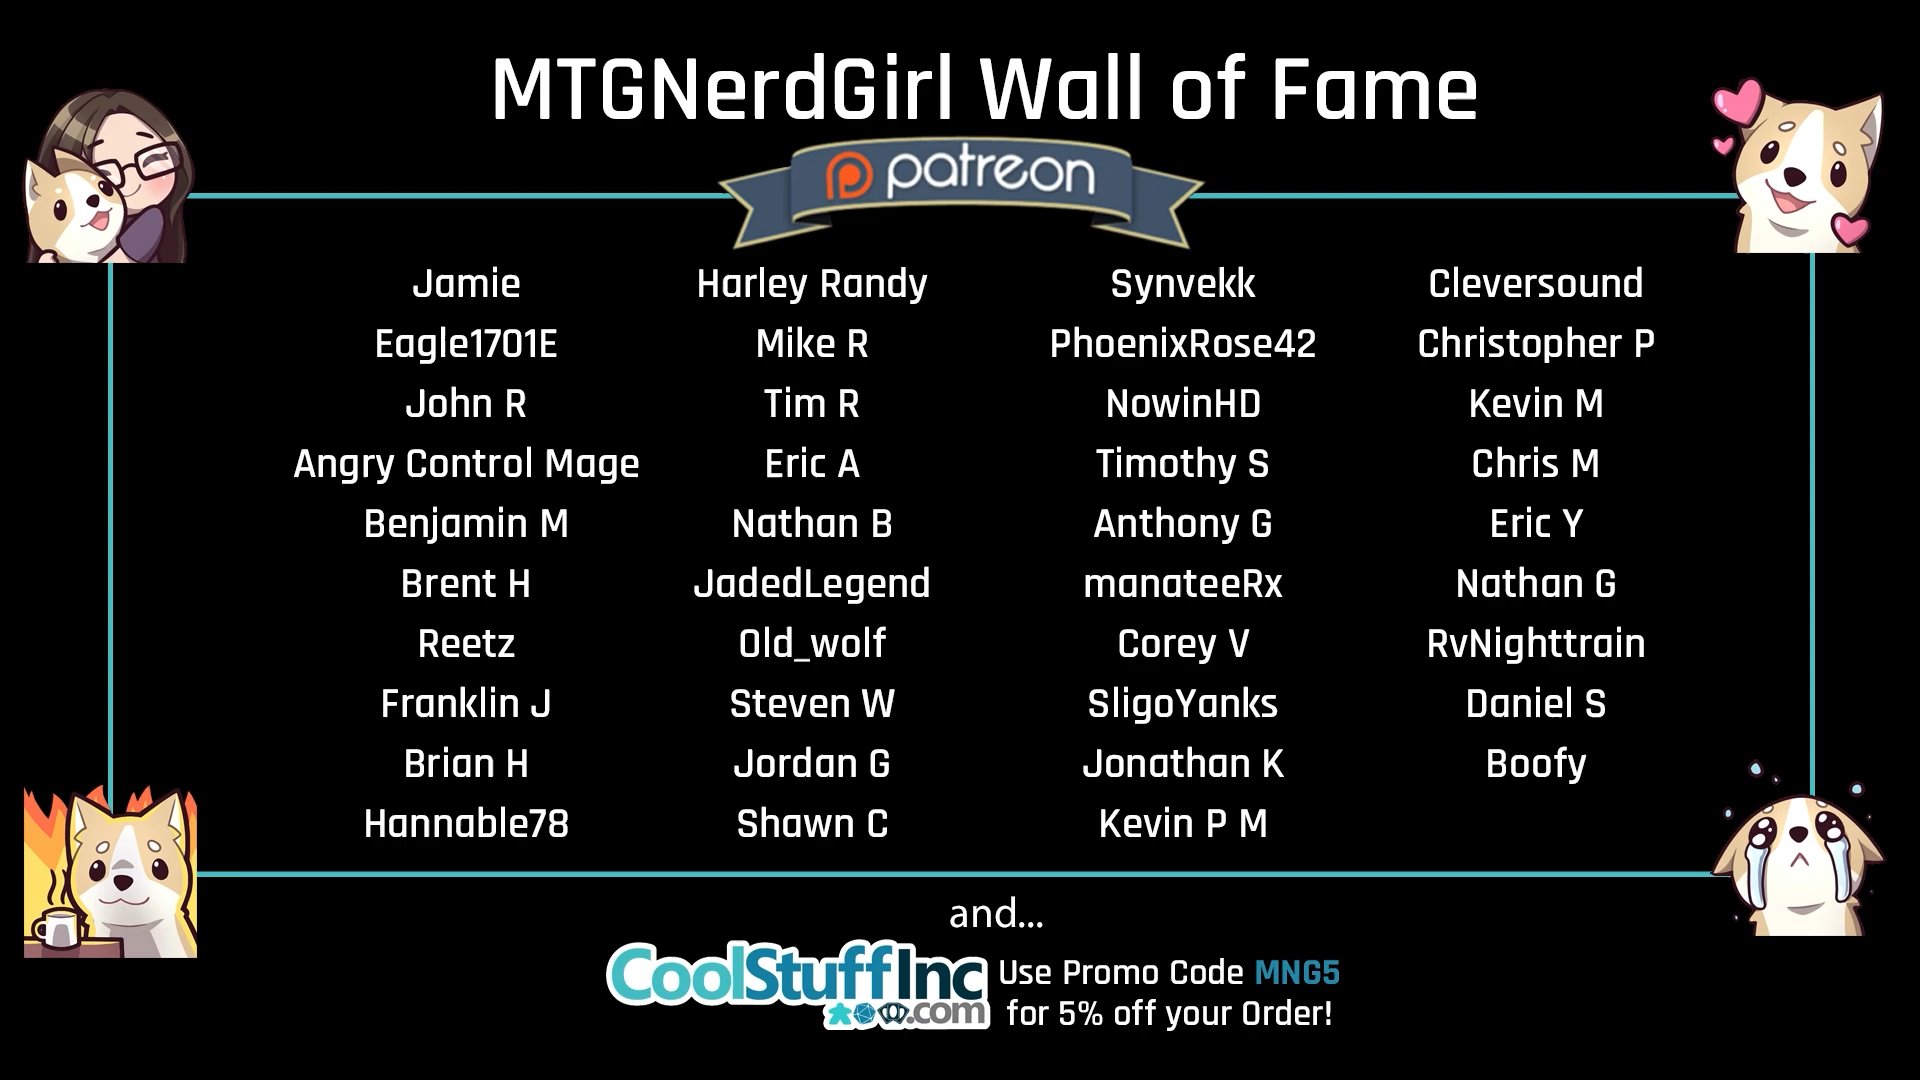 MTGNerdGirl Wall of Fame
patreon
Jamie Harley Randy Synvekk Cleversound
Eagle1701E Mike R PhoenixRose42 Christopher P
John R Tim R NowinHD Kevin M
Angry Control Mage Eric A Timothy S Chris M
Benjamin M Nathan B Anthony G Eric Y
Brent H JadedLegend manateeRx Nathan G
Reetz Old_wolf Corey V RvNighttrain
Franklin J Steven W SligoYanks Daniel S
Brian H Jordan G Jonathan K Boofy
Hannable78 Shawn C Kevin P M
and...
CoolStuffInc
.com
Use Promo Code MNG5
for 5% off your Order!